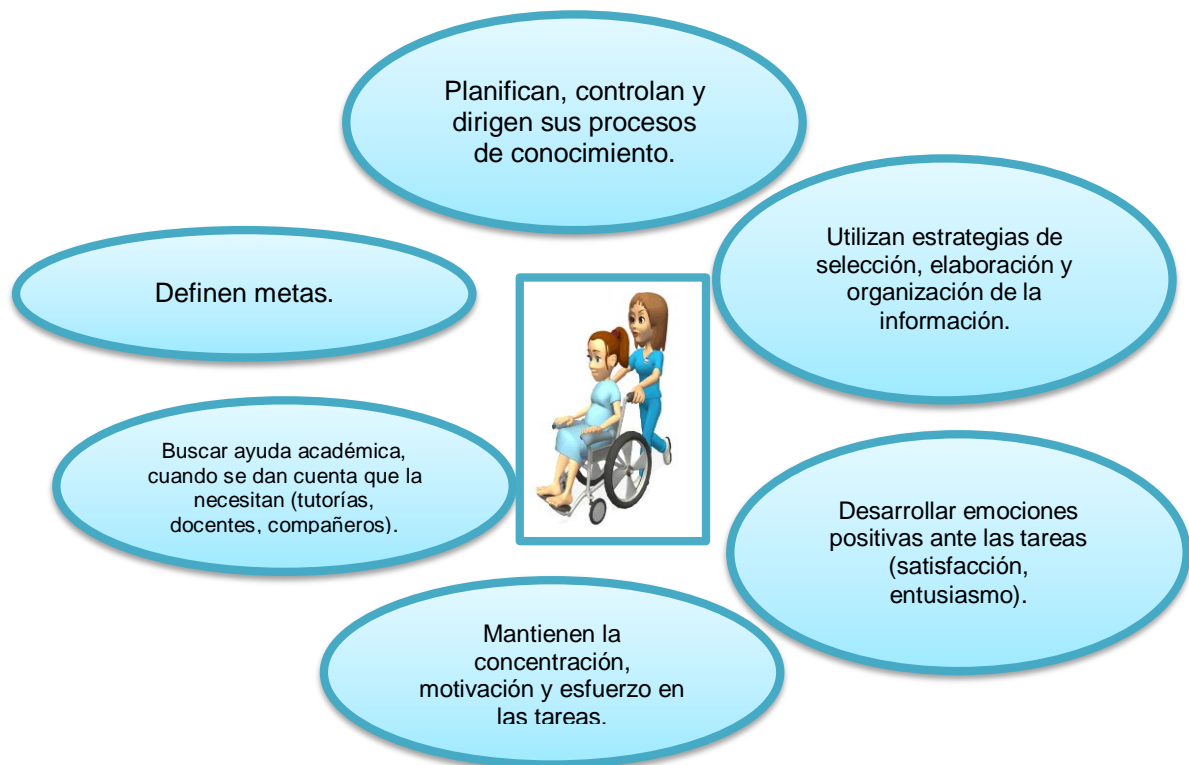 Planifican, controlan y
dirigen sus procesos
de conocimiento.
Utilizan estrategias de
selección, elaboración y
organización de la
información.
Definen metas.
Buscar ayuda académica,
cuando se dan cuenta que la
necesitan (tutorías,
docentes, compañeros).
Desarrollar emociones
positivas ante las tareas
(satisfacción,
entusiasmo).
Mantienen la
concentración,
motivación y esfuerzo en
las tareas.